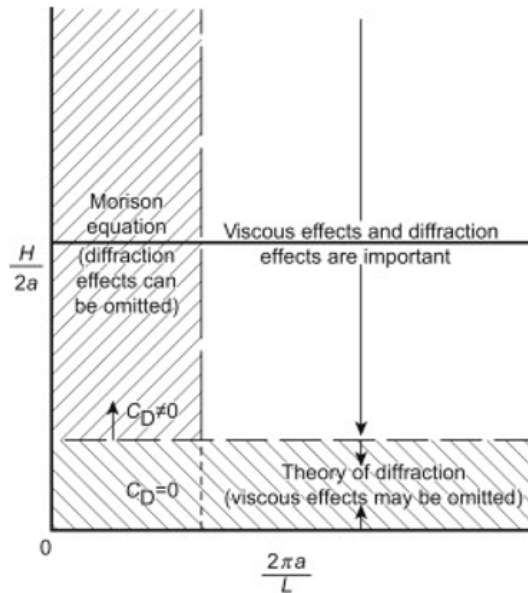 Morison
equation
(diffraction
effects can
be omitted)
Viscous effects and diffraction
effects are important
H
2a
C_D≠0
C_D=0
Theory of diffraction
(viscous effects may be omitted)
0
2πa
L